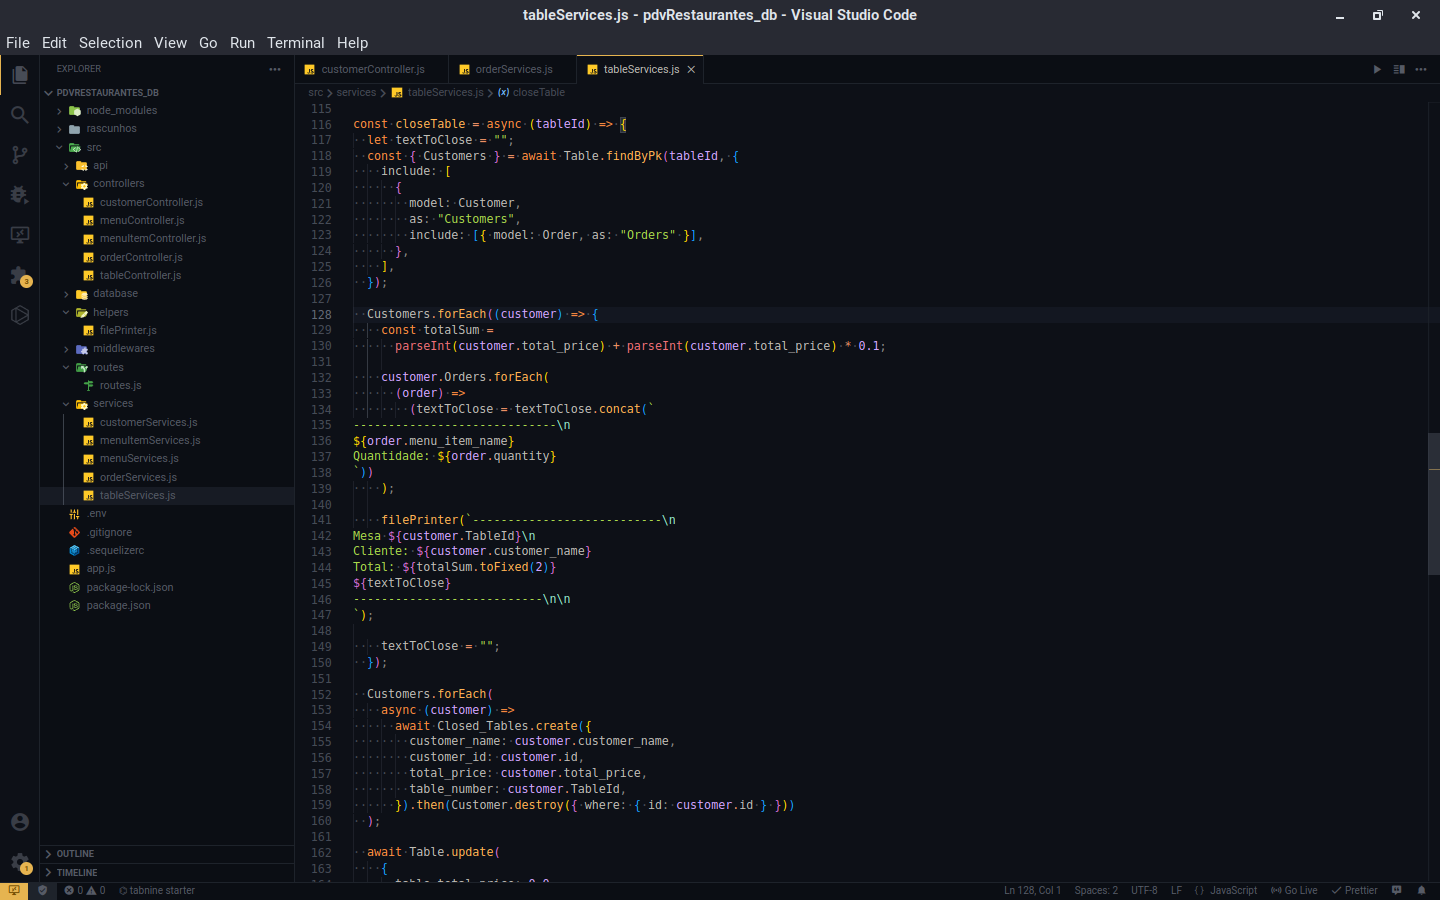 tableServices.js - pdvRestaurantes_db - Visual Studio Code
File Edit Selection View Go Run Terminal Help
EXPLORER
PDVRESTAURANTES_DB
node_modules
rascunhos
src
api
controllers
customerController.js
menuController.js
menuItemController.js
orderController.js
tableController.js
database
helpers
filePrinter.js
middlewares
routes
routes.js
services
customerServices.js
menuItemServices.js
menuServices.js
orderServices.js
tableServices.js
.env
.gitignore
.sequelizerc
app.js
package-lock.json
package.json
OUTLINE
TIMELINE
3
1
customerController.js orderServices.js tableServices.js
src > services > tableServices.js > closeTable
115
116 const closeTable = async (tableId) => {
117   let textToClose = "";
118   const { Customers } = await Table.findByPk(tableId, {
119     include: [
120       {
121         model: Customer,
122         as: "Customers",
123         include: [{ model: Order, as: "Orders" }],
124       },
125     ],
126   });
127
128   Customers.forEach((customer) => {
129     const totalSum =
130       parseInt(customer.total_price) + parseInt(customer.total_price) * 0.1;
131
132     customer.Orders.forEach(
133       (order) =>
134         (textToClose = textToClose.concat(`
135 -----------------------------\n
136 ${order.menu_item_name}
137 Quantidade: ${order.quantity}
138 `))
139     );
140
141     filePrinter(`---------------------------\n
142 Mesa ${customer.TableId}\n
143 Cliente: ${customer.customer_name}
144 Total: ${totalSum.toFixed(2)}
145 ${textToClose}
146 ---------------------------\n\n
147 `);
148
149     textToClose = "";
150   });
151
152   Customers.forEach(
153     async (customer) =>
154       await Closed_Tables.create({
155         customer_name: customer.customer_name,
156         customer_id: customer.id,
157         total_price: customer.total_price,
158         table_number: customer.TableId,
159       }).then(Customer.destroy({ where: { id: customer.id } }))
160   );
161
162   await Table.update(
163     {
0 0 tabnine starter Ln 128, Col 1 Spaces: 2 UTF-8 LF {} JavaScript Go Live Prettier